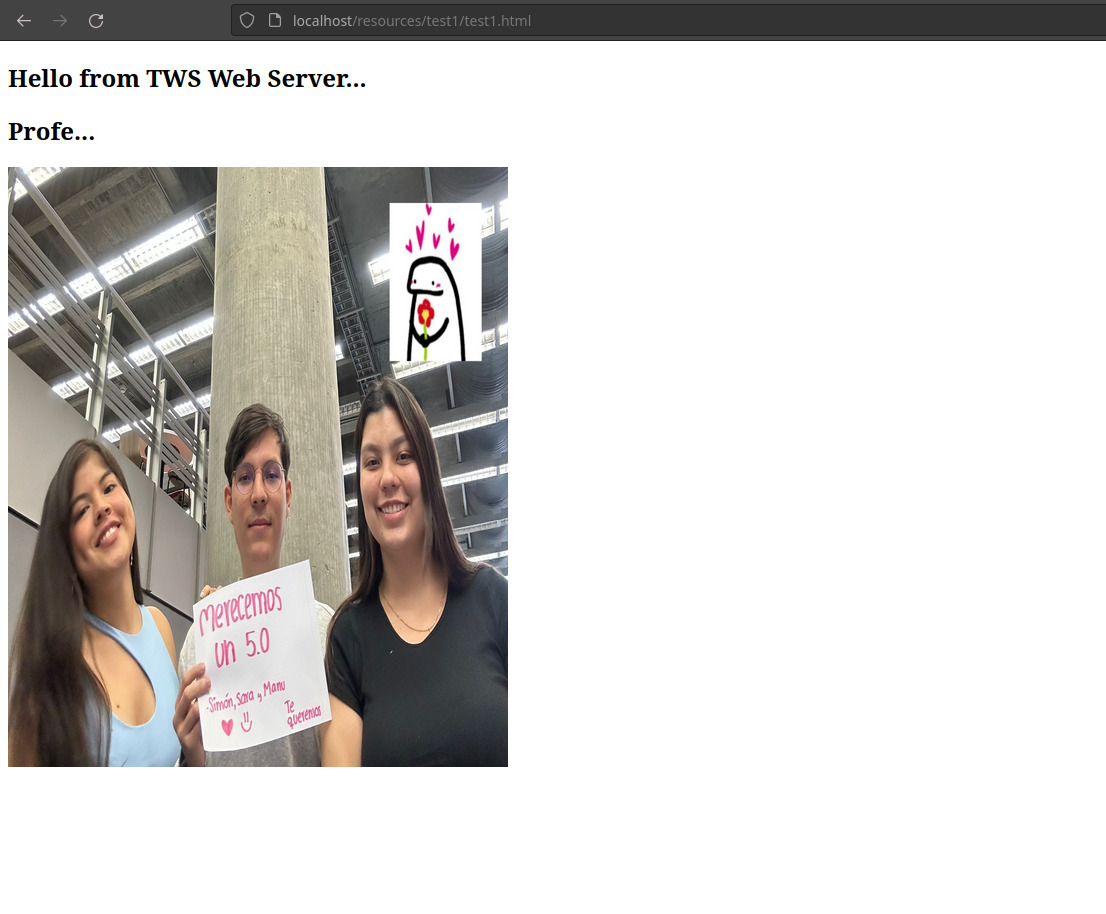 localhost/resources/test1/test1.html
Hello from TWS Web Server...
Profe...
merecemos
un 5.0
-Simón, Sara y Manu
Te
queremos